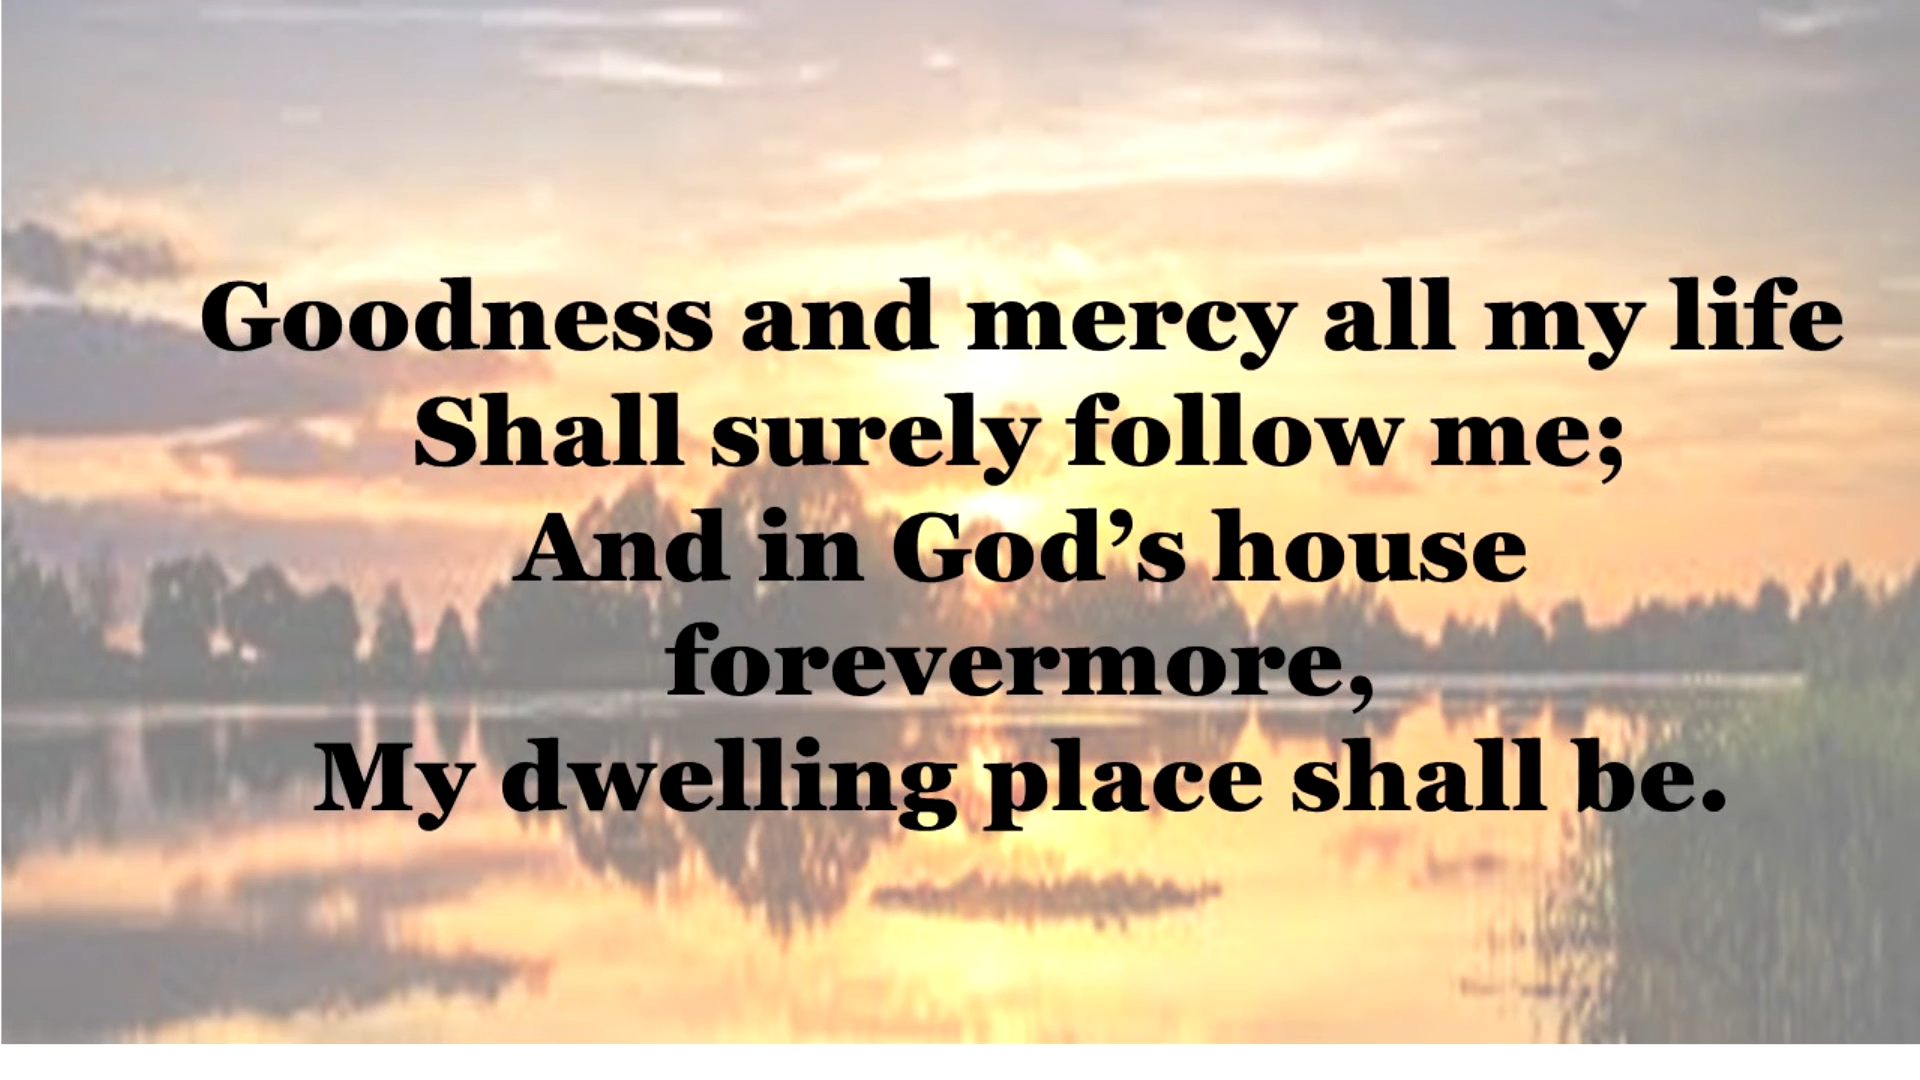 Goodness and mercy all my life
Shall surely follow me;
And in God’s house
forevermore,
My dwelling place shall be.